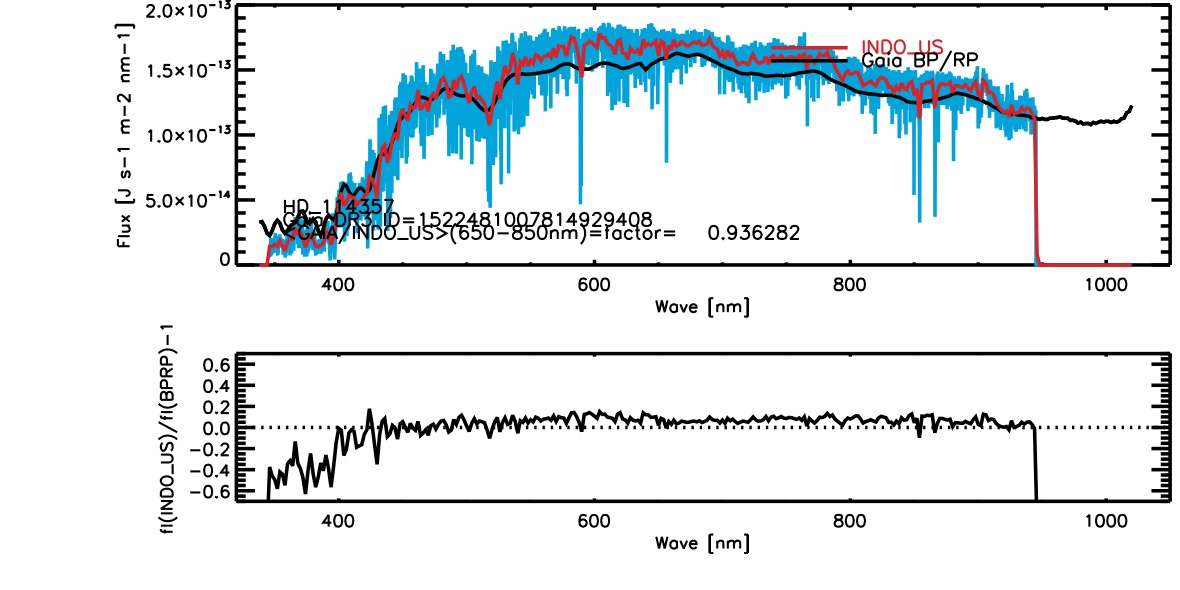 2.0×10⁻¹³
1.5×10⁻¹³
1.0×10⁻¹³
5.0×10⁻¹⁴
0
Flux [J s-1 m-2 nm-1]
INDO_US
Gaia BP/RP
HD_114357
Gaia DR3 ID=1522481007814929408
<GAIA/INDO_US>(650-850nm)=factor= 0.936282
400 600 800 1000
Wave [nm]
fl(INDO_US)/fl(BPRP)-1
0.6
0.4
0.2
0.0
-0.2
-0.4
-0.6
400 600 800 1000
Wave [nm]